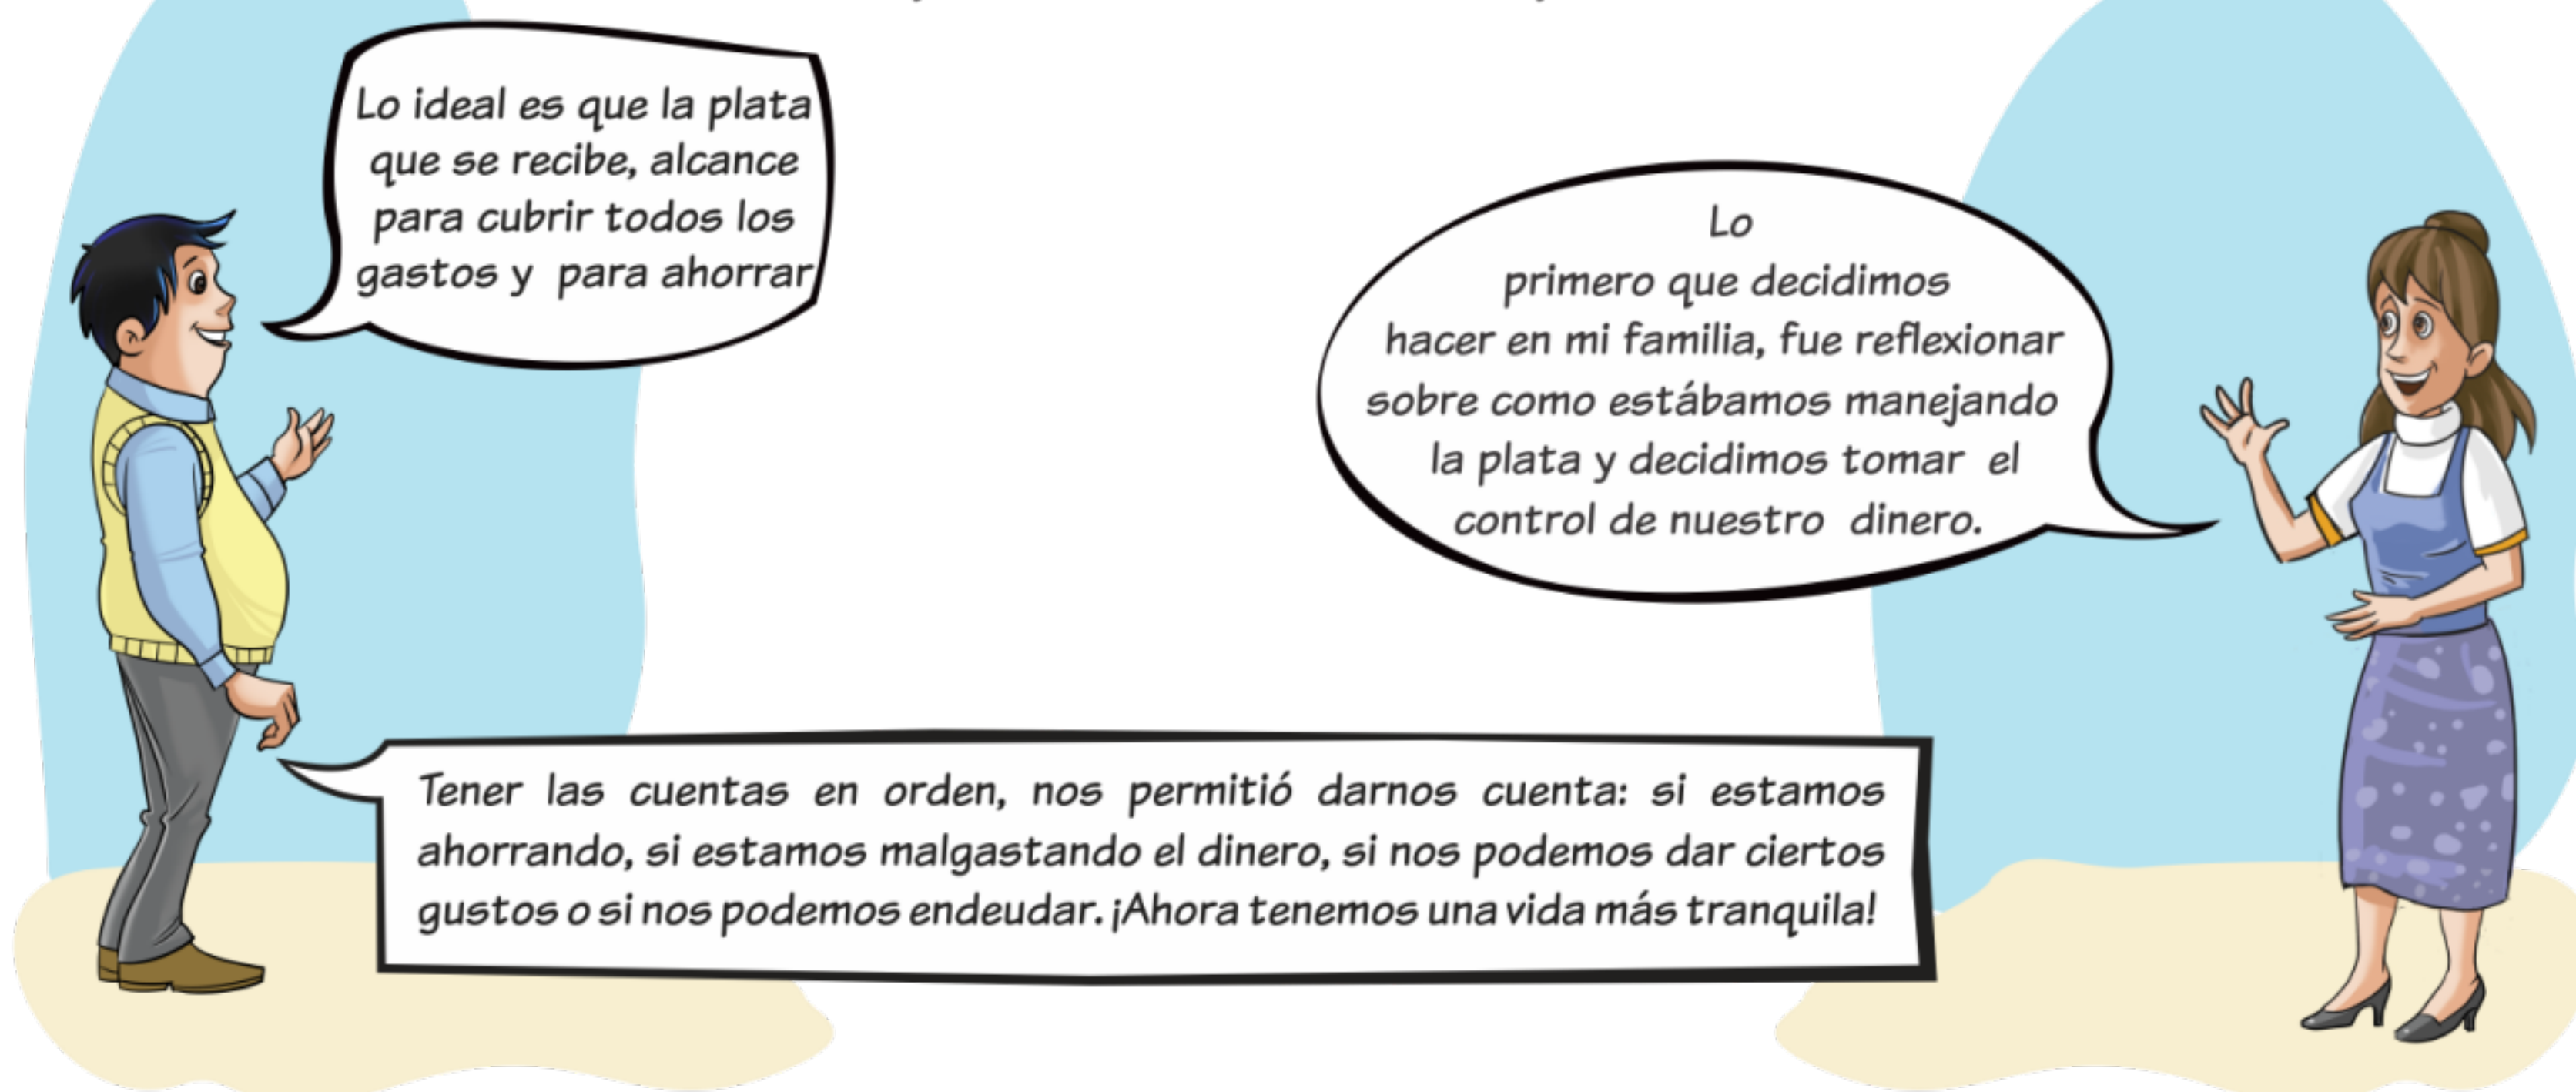 Lo ideal es que la plata
que se recibe, alcance
para cubrir todos los
gastos y para ahorrar
Lo
primero que decidimos
hacer en mi familia, fue reflexionar
sobre como estábamos manejando
la plata y decidimos tomar el
control de nuestro dinero.
Tener las cuentas en orden, nos permitió darnos cuenta: si estamos
ahorrando, si estamos malgastando el dinero, si nos podemos dar ciertos
gustos o si nos podemos endeudar. ¡Ahora tenemos una vida más tranquila!